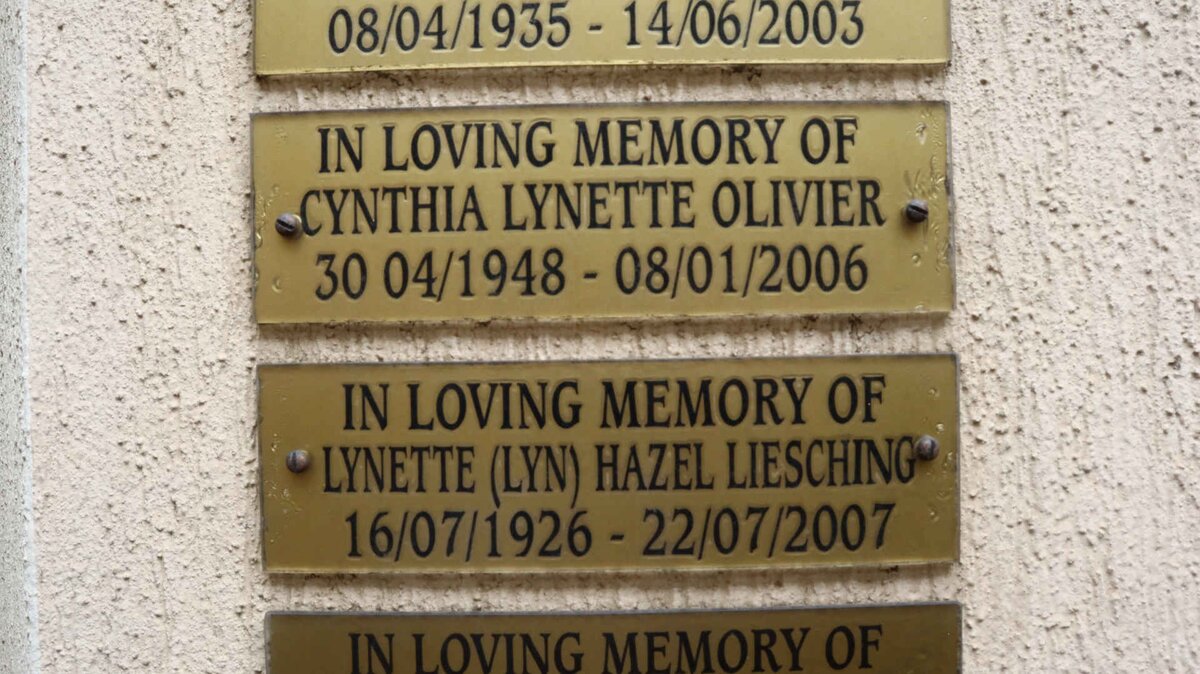 08/04/1935 - 14/06/2003
IN LOVING MEMORY OF
CYNTHIA LYNETTE OLIVIER
30 04/1948 - 08/01/2006
IN LOVING MEMORY OF
LYNETTE (LYN) HAZEL LIESCHING
16/07/1926 - 22/07/2007
IN LOVING MEMORY OF